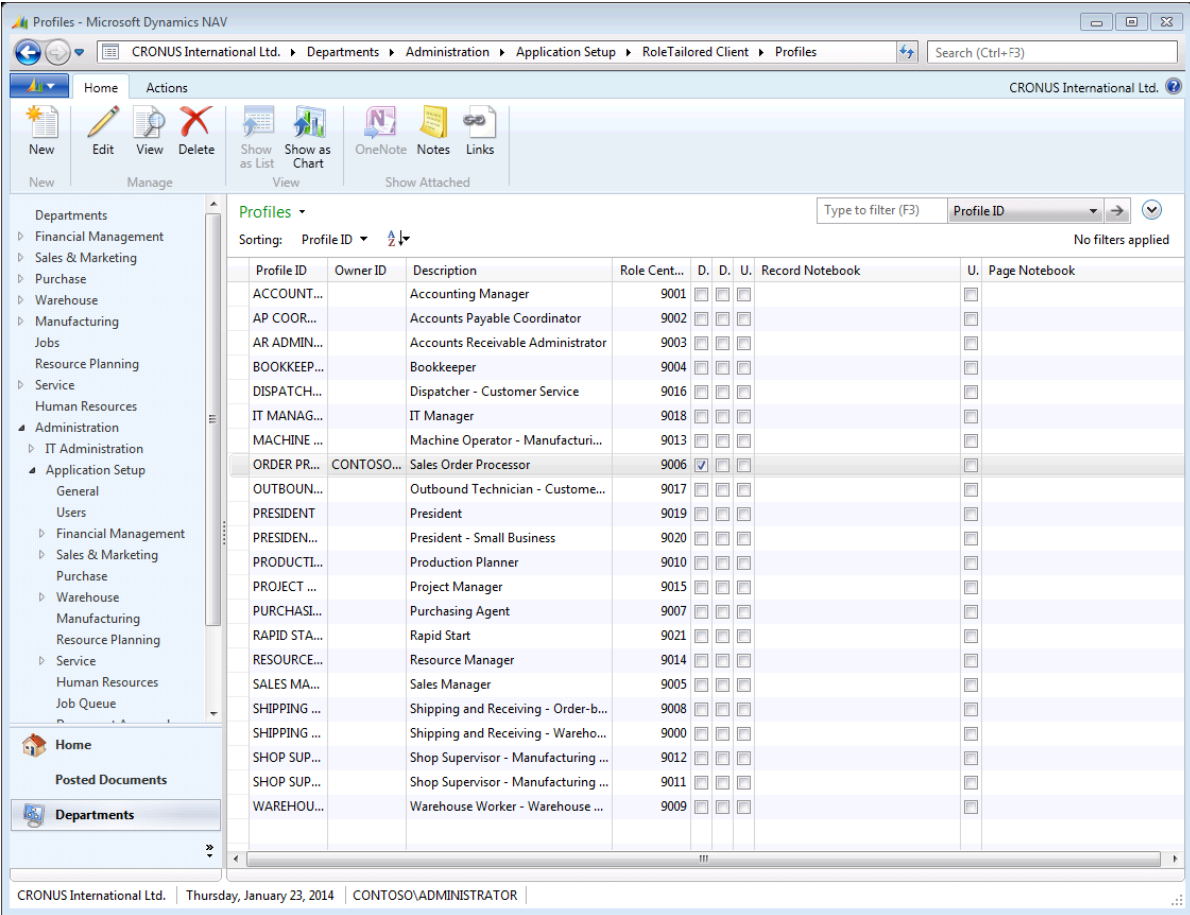 Profiles - Microsoft Dynamics NAV
CRONUS International Ltd. Departments Administration Application Setup RoleTailored Client Profiles
Search (Ctrl+F3)
Home Actions
CRONUS International Ltd.
New Edit View Delete Show as List Show as Chart OneNote Notes Links
New Manage View Show Attached
Departments
Financial Management
Sales & Marketing
Purchase
Warehouse
Manufacturing
Jobs
Resource Planning
Service
Human Resources
Administration
IT Administration
Application Setup
General
Users
Financial Management
Sales & Marketing
Purchase
Warehouse
Manufacturing
Resource Planning
Service
Human Resources
Job Queue
Home
Posted Documents
Departments
Profiles
Type to filter (F3) Profile ID
Sorting: Profile ID
No filters applied
Profile ID Owner ID Description Role Cent... D. D. U. Record Notebook U. Page Notebook
ACCOUNT... Accounting Manager 9001
AP COOR... Accounts Payable Coordinator 9002
AR ADMIN... Accounts Receivable Administrator 9003
BOOKKEEP... Bookkeeper 9004
DISPATCH... Dispatcher - Customer Service 9016
IT MANAG... IT Manager 9018
MACHINE ... Machine Operator - Manufacturi... 9013
ORDER PR... CONTOSO... Sales Order Processor 9006
OUTBOUN... Outbound Technician - Custome... 9017
PRESIDENT President 9019
PRESIDEN... President - Small Business 9020
PRODUCTI... Production Planner 9010
PROJECT ... Project Manager 9015
PURCHASI... Purchasing Agent 9007
RAPID STA... Rapid Start 9021
RESOURCE... Resource Manager 9014
SALES MA... Sales Manager 9005
SHIPPING ... Shipping and Receiving - Order-b... 9008
SHIPPING ... Shipping and Receiving - Wareho... 9000
SHOP SUP... Shop Supervisor - Manufacturing ... 9012
SHOP SUP... Shop Supervisor - Manufacturing ... 9011
WAREHOU... Warehouse Worker - Warehouse ... 9009
CRONUS International Ltd. Thursday, January 23, 2014 CONTOSO\ADMINISTRATOR